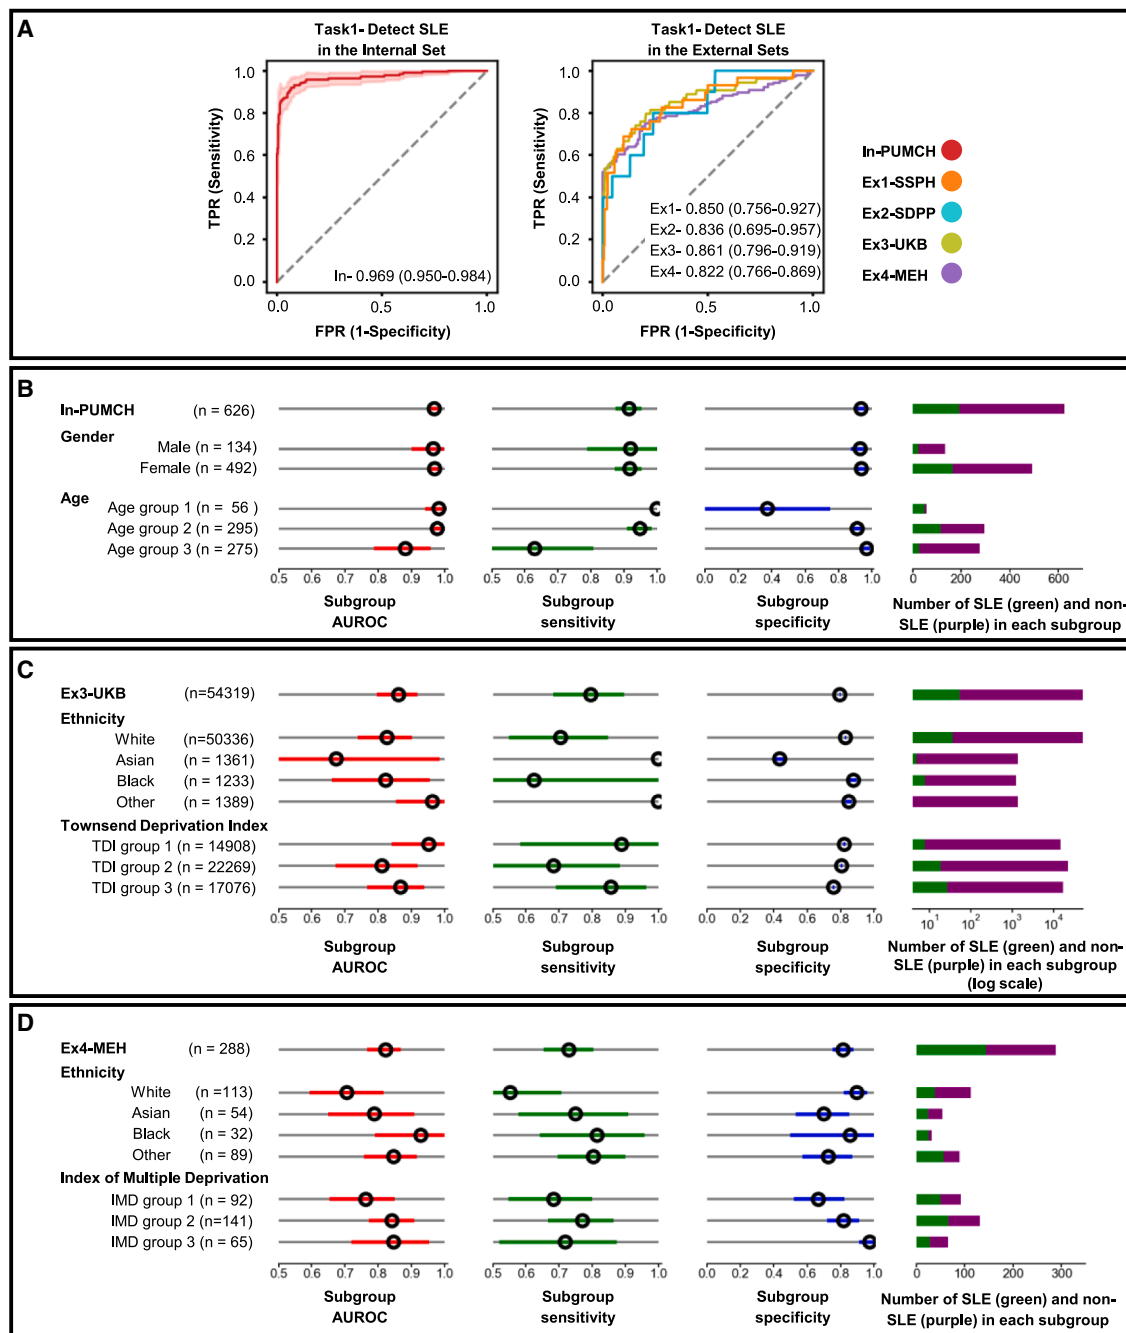 A
Task1- Detect SLE
in the Internal Set
Task1- Detect SLE
in the External Sets
TPR (Sensitivity)
1.0
0.8
0.6
0.4
0.2
0.0
In- 0.969 (0.950-0.984)
0.0 0.5 1.0
FPR (1-Specificity)
TPR (Sensitivity)
1.0
0.8
0.6
0.4
0.2
0.0
Ex1- 0.850 (0.756-0.927)
Ex2- 0.836 (0.695-0.957)
Ex3- 0.861 (0.796-0.919)
Ex4- 0.822 (0.766-0.869)
0.0 0.5 1.0
FPR (1-Specificity)
In-PUMCH
Ex1-SSPH
Ex2-SDPP
Ex3-UKB
Ex4-MEH
B
In-PUMCH (n = 626)
Gender
Male (n = 134)
Female (n = 492)
Age
Age group 1 (n = 56 )
Age group 2 (n = 295)
Age group 3 (n = 275)
0.5 0.6 0.7 0.8 0.9 1.0
Subgroup
AUROC
0.5 0.6 0.7 0.8 0.9 1.0
Subgroup
sensitivity
0.0 0.2 0.4 0.6 0.8 1.0
Subgroup
specificity
0 200 400 600
Number of SLE (green) and non-
SLE (purple) in each subgroup
C
Ex3-UKB (n=54319)
Ethnicity
White (n=50336)
Asian (n = 1361)
Black (n = 1233)
Other (n = 1389)
Townsend Deprivation Index
TDI group 1 (n = 14908)
TDI group 2 (n = 22269)
TDI group 3 (n = 17076)
0.5 0.6 0.7 0.8 0.9 1.0
Subgroup
AUROC
0.5 0.6 0.7 0.8 0.9 1.0
Subgroup
sensitivity
0.0 0.2 0.4 0.6 0.8 1.0
Subgroup
specificity
10¹ 10² 10³ 10⁴
Number of SLE (green) and non-
SLE (purple) in each subgroup
(log scale)
D
Ex4-MEH (n = 288)
Ethnicity
White (n =113)
Asian (n = 54)
Black (n = 32)
Other (n = 89)
Index of Multiple Deprivation
IMD group 1 (n = 92)
IMD group 2 (n=141)
IMD group 3 (n = 65)
0.5 0.6 0.7 0.8 0.9 1.0
Subgroup
AUROC
0.5 0.6 0.7 0.8 0.9 1.0
Subgroup
sensitivity
0.0 0.2 0.4 0.6 0.8 1.0
Subgroup
specificity
0 100 200 300
Number of SLE (green) and non-
SLE (purple) in each subgroup